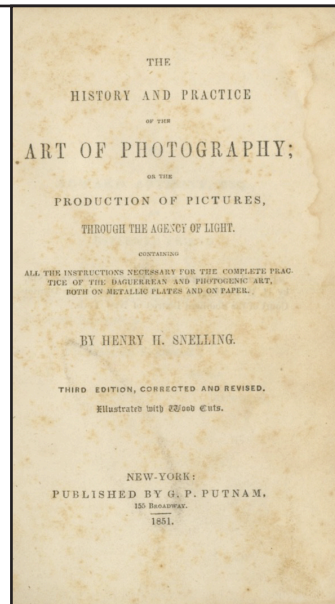 THE
HISTORY AND PRACTICE
OF THE
ART OF PHOTOGRAPHY;
OR THE
PRODUCTION OF PICTURES,
THROUGH THE AGENCY OF LIGHT.
CONTAINING
ALL THE INSTRUCTIONS NECESSARY FOR THE COMPLETE PRAC-
TICE OF THE DAGUERREAN AND PHOTOGENIC ART,
BOTH ON METALLIC PLATES AND ON PAPER.
BY HENRY H. SNELLING.
THIRD EDITION, CORRECTED AND REVISED.
Illustrated with Wood Cuts.
NEW-YORK:
PUBLISHED BY G. P. PUTNAM,
155 BROADWAY.
1851.